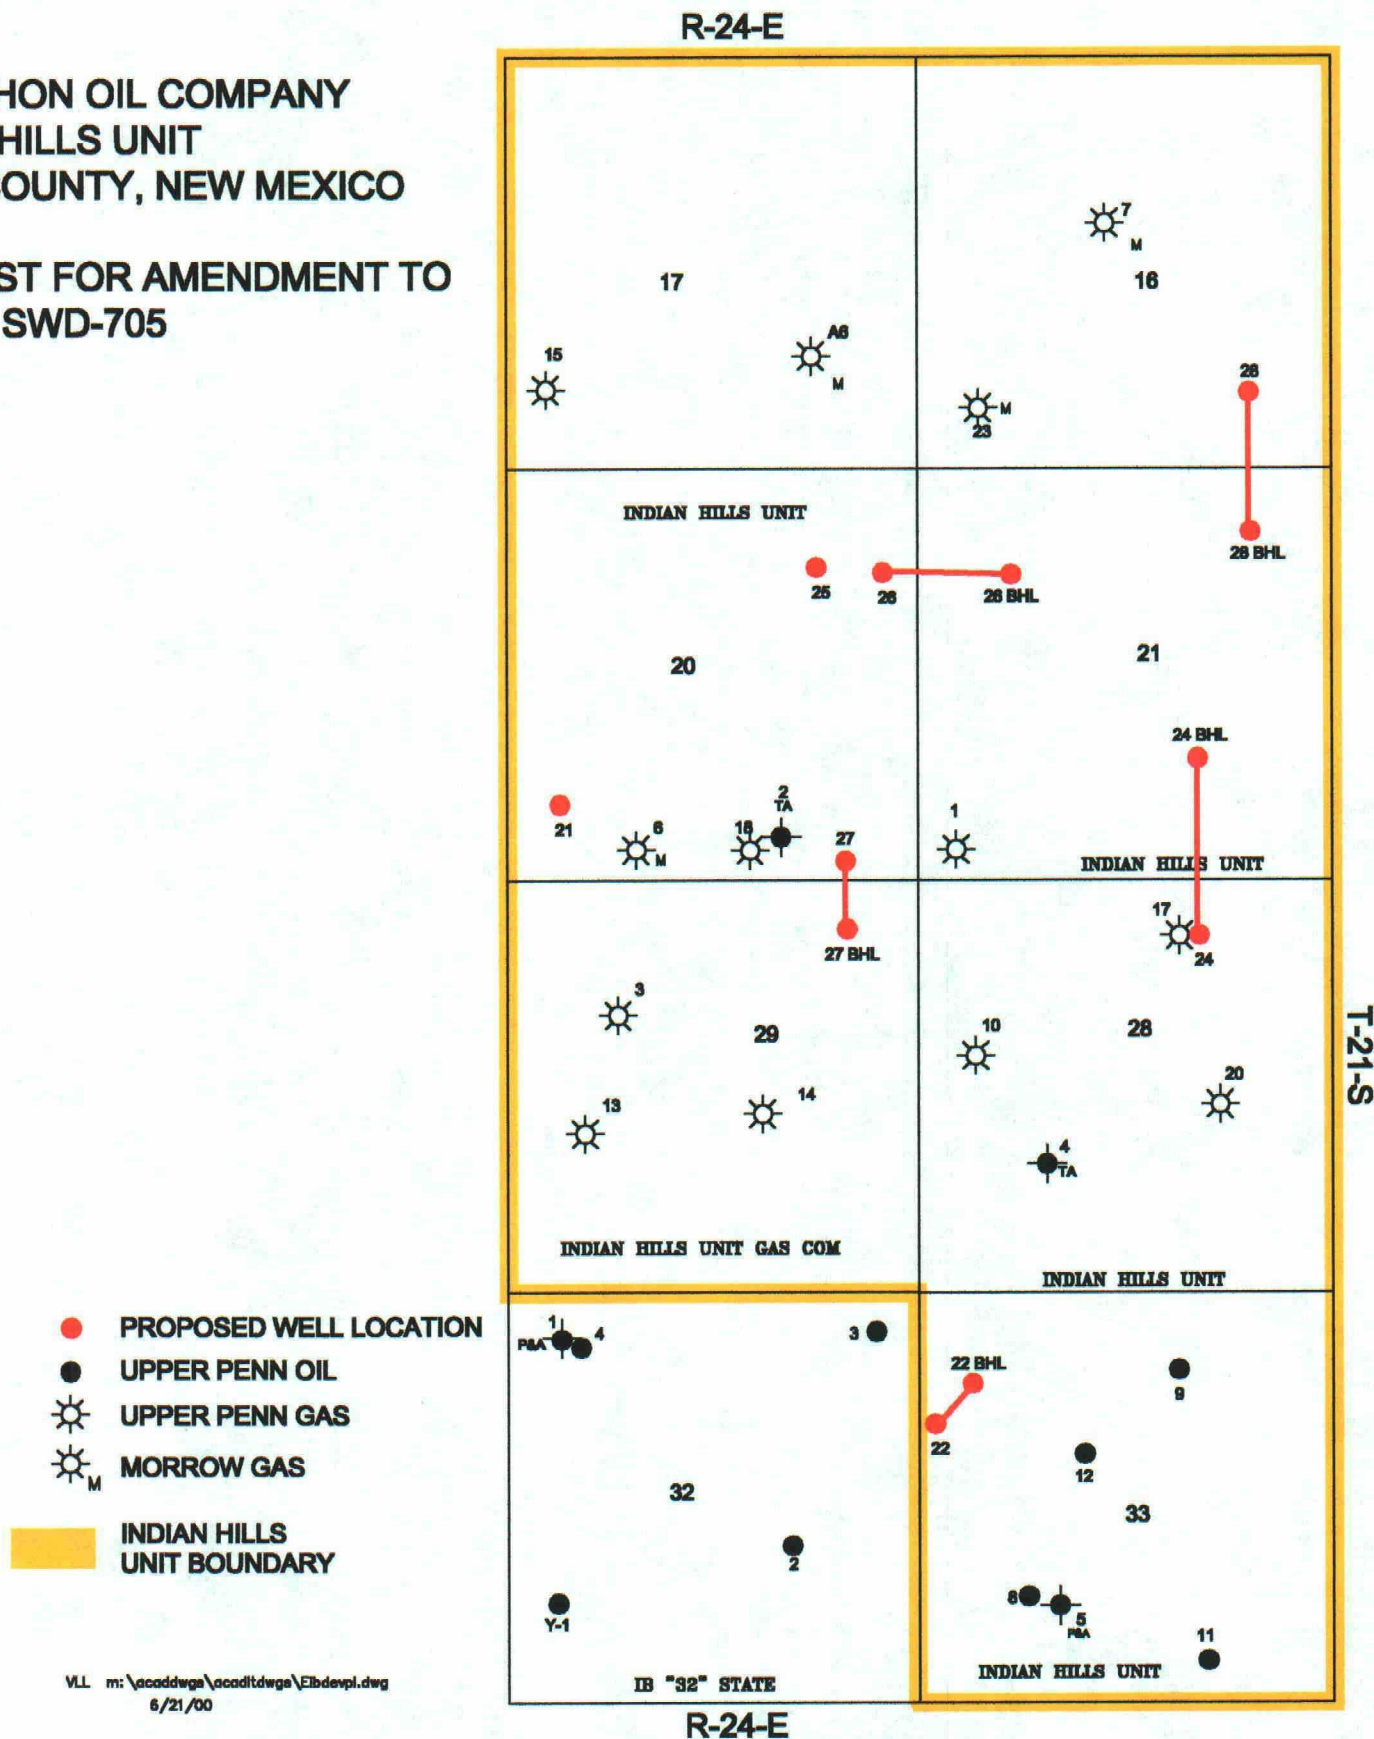 R-24-E
HON OIL COMPANY
HILLS UNIT
OUNTY, NEW MEXICO
ST FOR AMENDMENT TO
SWD-705
7
M
17
16
A6
M
15
M
23
28
INDIAN HILLS UNIT
28 BHL
25
26
26 BHL
20
21
24 BHL
2
TA
21
6
M
18
27
1
INDIAN HILLS UNIT
17
24
27 BHL
3
29
10
28
20
13
14
4
TA
T-21-S
INDIAN HILLS UNIT GAS COM
INDIAN HILLS UNIT
PROPOSED WELL LOCATION
UPPER PENN OIL
UPPER PENN GAS
M
MORROW GAS
INDIAN HILLS
UNIT BOUNDARY
1
P&A
4
3
22 BHL
22
9
12
32
33
2
Y-1
8
5
P&A
11
IB "32" STATE
INDIAN HILLS UNIT
VLL m:\acaddwgs\acaditdwgs\Eibdevpl.dwg
6/21/00
R-24-E